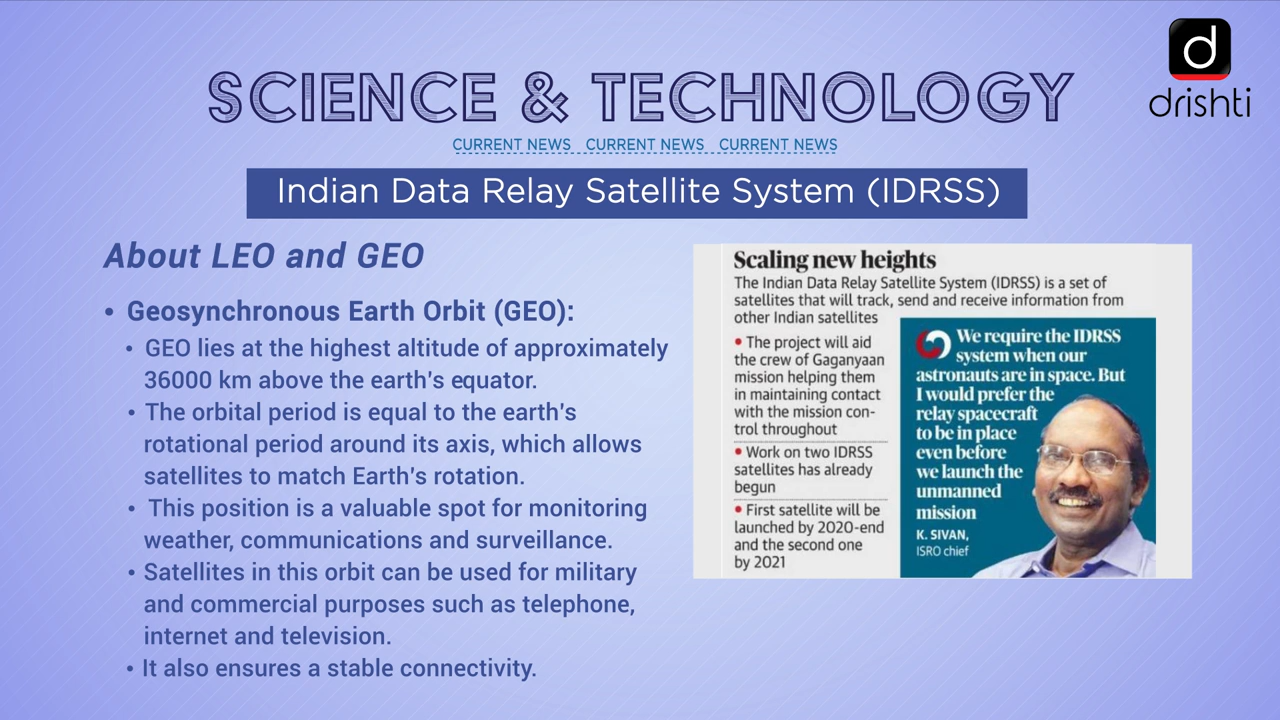 d
drishti
SCIENCE & TECHNOLOGY
CURRENT NEWS CURRENT NEWS CURRENT NEWS
Indian Data Relay Satellite System (IDRSS)
About LEO and GEO
• Geosynchronous Earth Orbit (GEO):
• GEO lies at the highest altitude of approximately
36000 km above the earth's equator.
• The orbital period is equal to the earth's
rotational period around its axis, which allows
satellites to match Earth's rotation.
• This position is a valuable spot for monitoring
weather, communications and surveillance.
• Satellites in this orbit can be used for military
and commercial purposes such as telephone,
internet and television.
• It also ensures a stable connectivity.
Scaling new heights
The Indian Data Relay Satellite System (IDRSS) is a set of
satellites that will track, send and receive information from
other Indian satellites
• The project will aid
the crew of Gaganyaan
mission helping them
in maintaining contact
with the mission con-
trol throughout
• Work on two IDRSS
satellites has already
begun
• First satellite will be
launched by 2020-end
and the second one
by 2021
We require the IDRSS
system when our
astronauts are in space. But
I would prefer the
relay spacecraft
to be in place
even before
we launch the
unmanned
mission
K. SIVAN,
ISRO chief